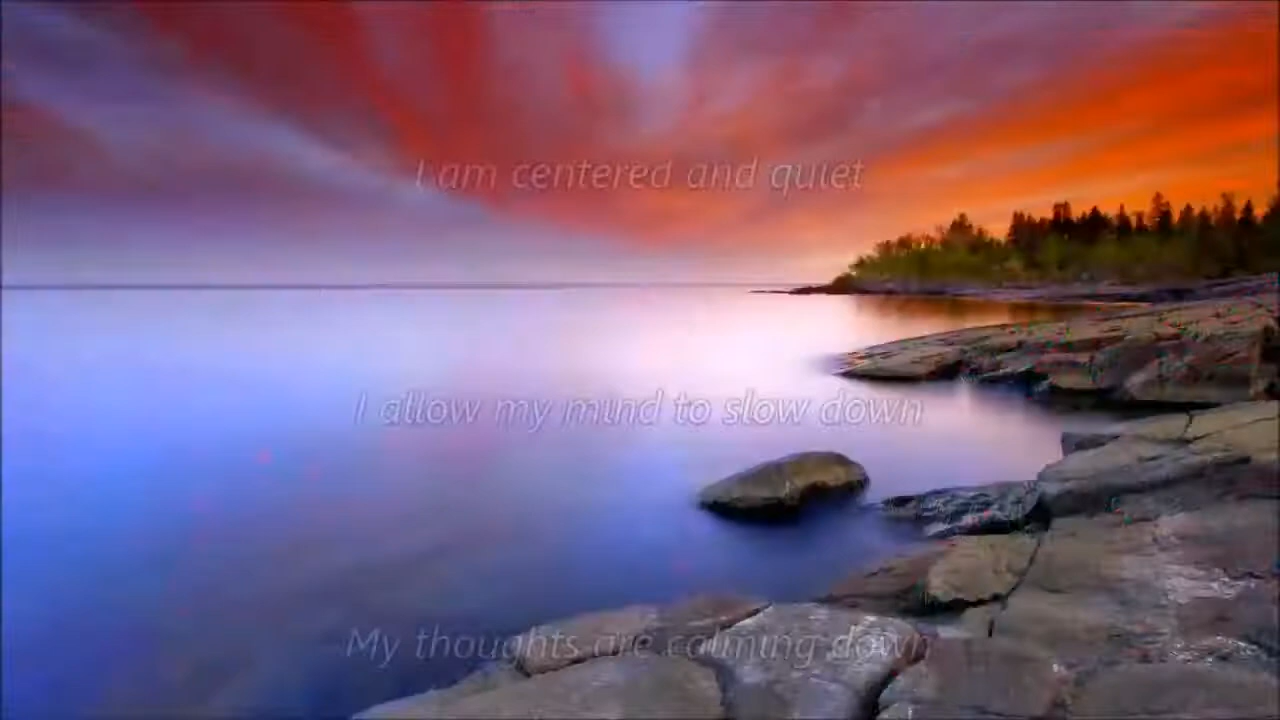 I am centered and quiet
I allow my mind to slow down
My thoughts are calming down